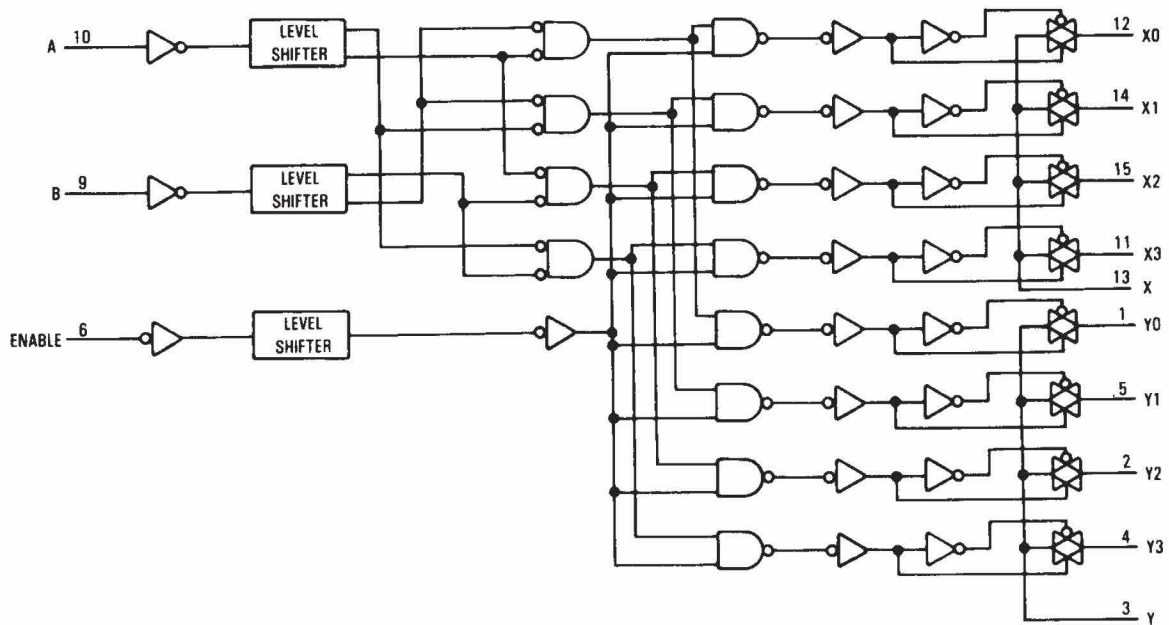 A 10
LEVEL
SHIFTER
12 X0
14 X1
B 9
LEVEL
SHIFTER
15 X2
11 X3
13 X
ENABLE 6
LEVEL
SHIFTER
1 Y0
5 Y1
2 Y2
4 Y3
3 Y